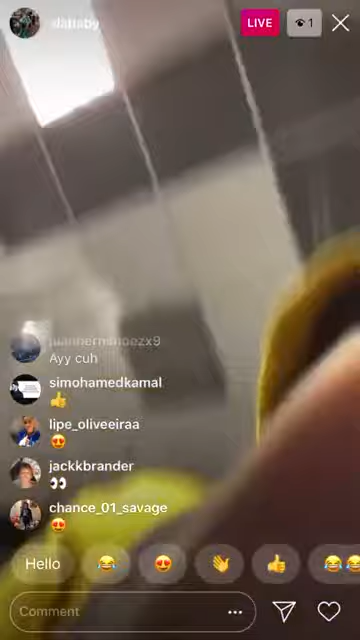 LIVE
1
Ayy cuh
simohamedkamal
👍
lipe_oliveeiraa
😍
jackkbrander
👀
chance_01_savage
😍
Hello 😂 😍 👋 👍 😂😂
Comment